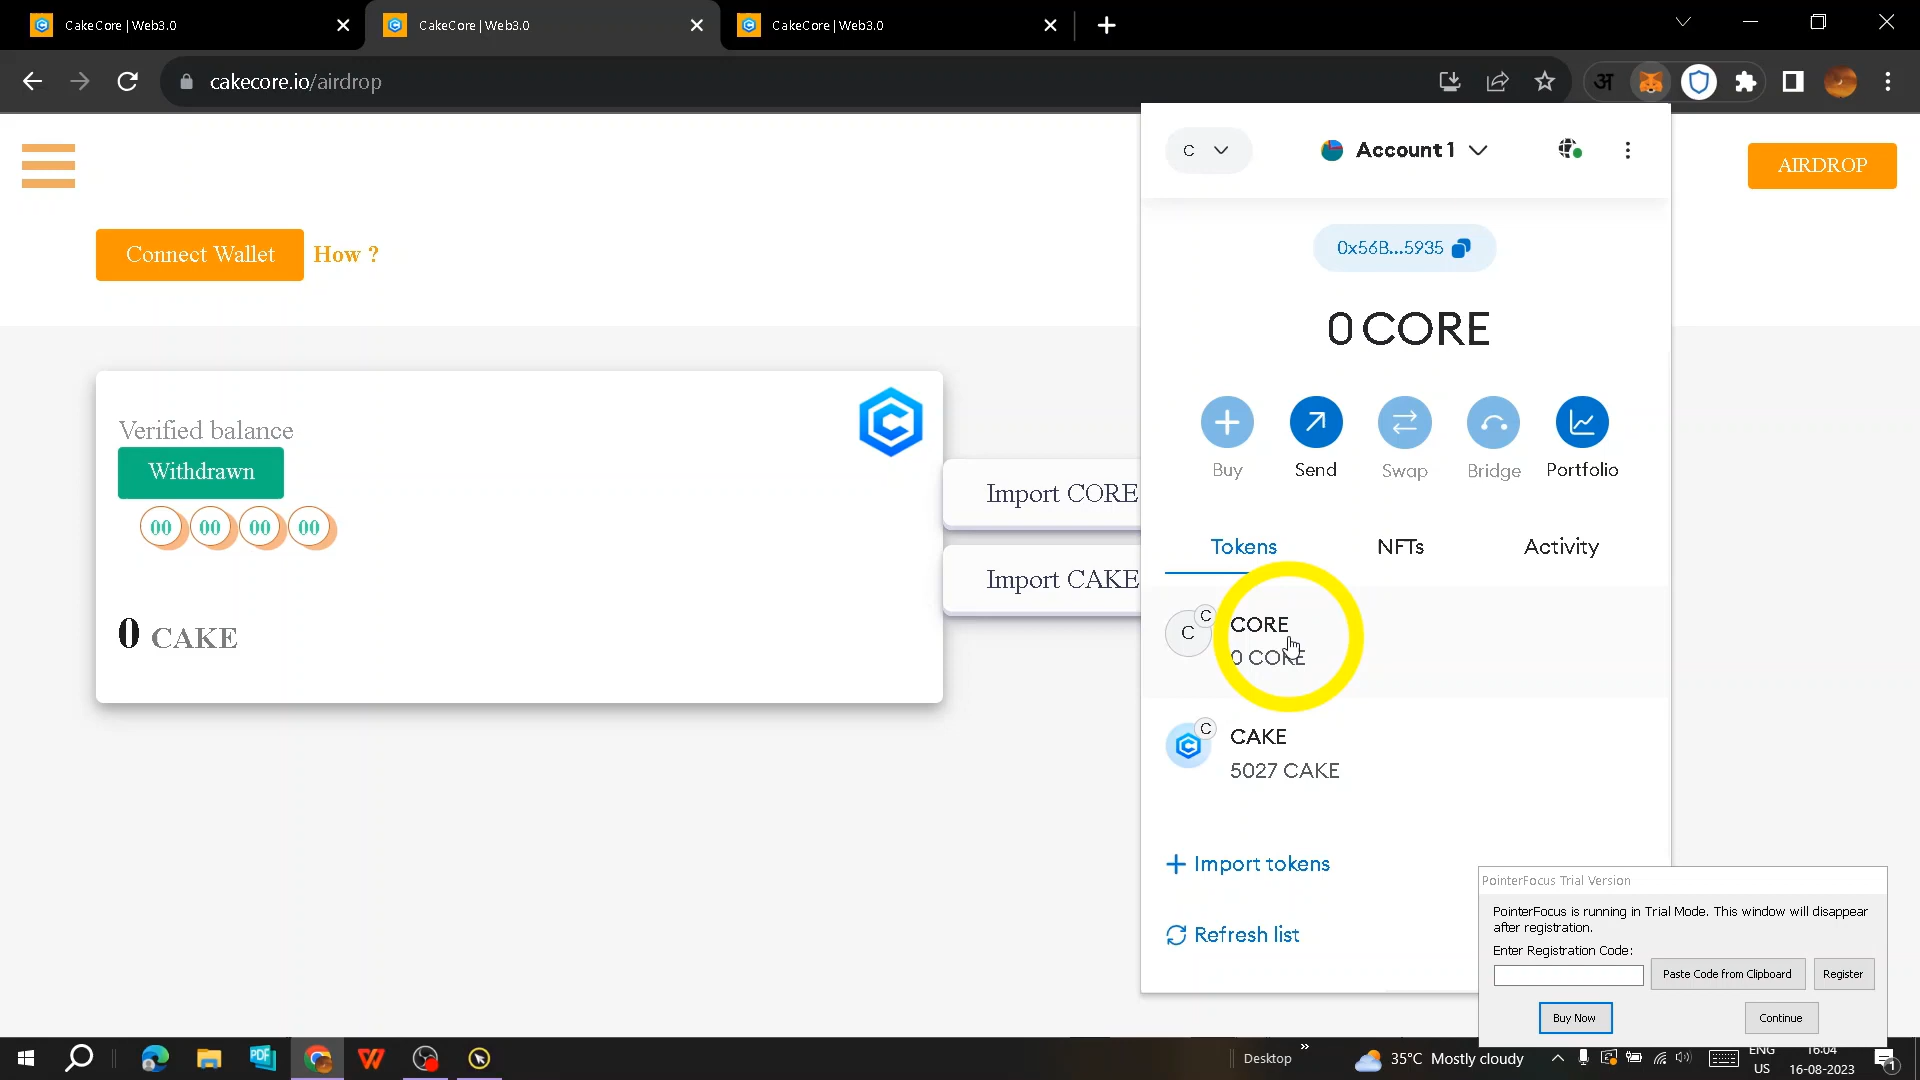 CakeCore | Web3.0
CakeCore | Web3.0
CakeCore | Web3.0
cakecore.io/airdrop
अ
C
Account 1
AIRDROP
Connect Wallet
How ?
0x56B...5935
0 CORE
Verified balance
Withdrawn
00 00 00 00
0 CAKE
Import CORE
Import CAKE
Buy
Send
Swap
Bridge
Portfolio
Tokens
NFTs
Activity
C
C
CORE
0 CORE
C
CAKE
5027 CAKE
Import tokens
Refresh list
PointerFocus Trial Version
PointerFocus is running in Trial Mode. This window will disappear
after registration.
Enter Registration Code:
Paste Code from Clipboard
Register
Buy Now
Continue
PDF
Desktop
35°C Mostly cloudy
ENG
US
16:04
16-08-2023
1